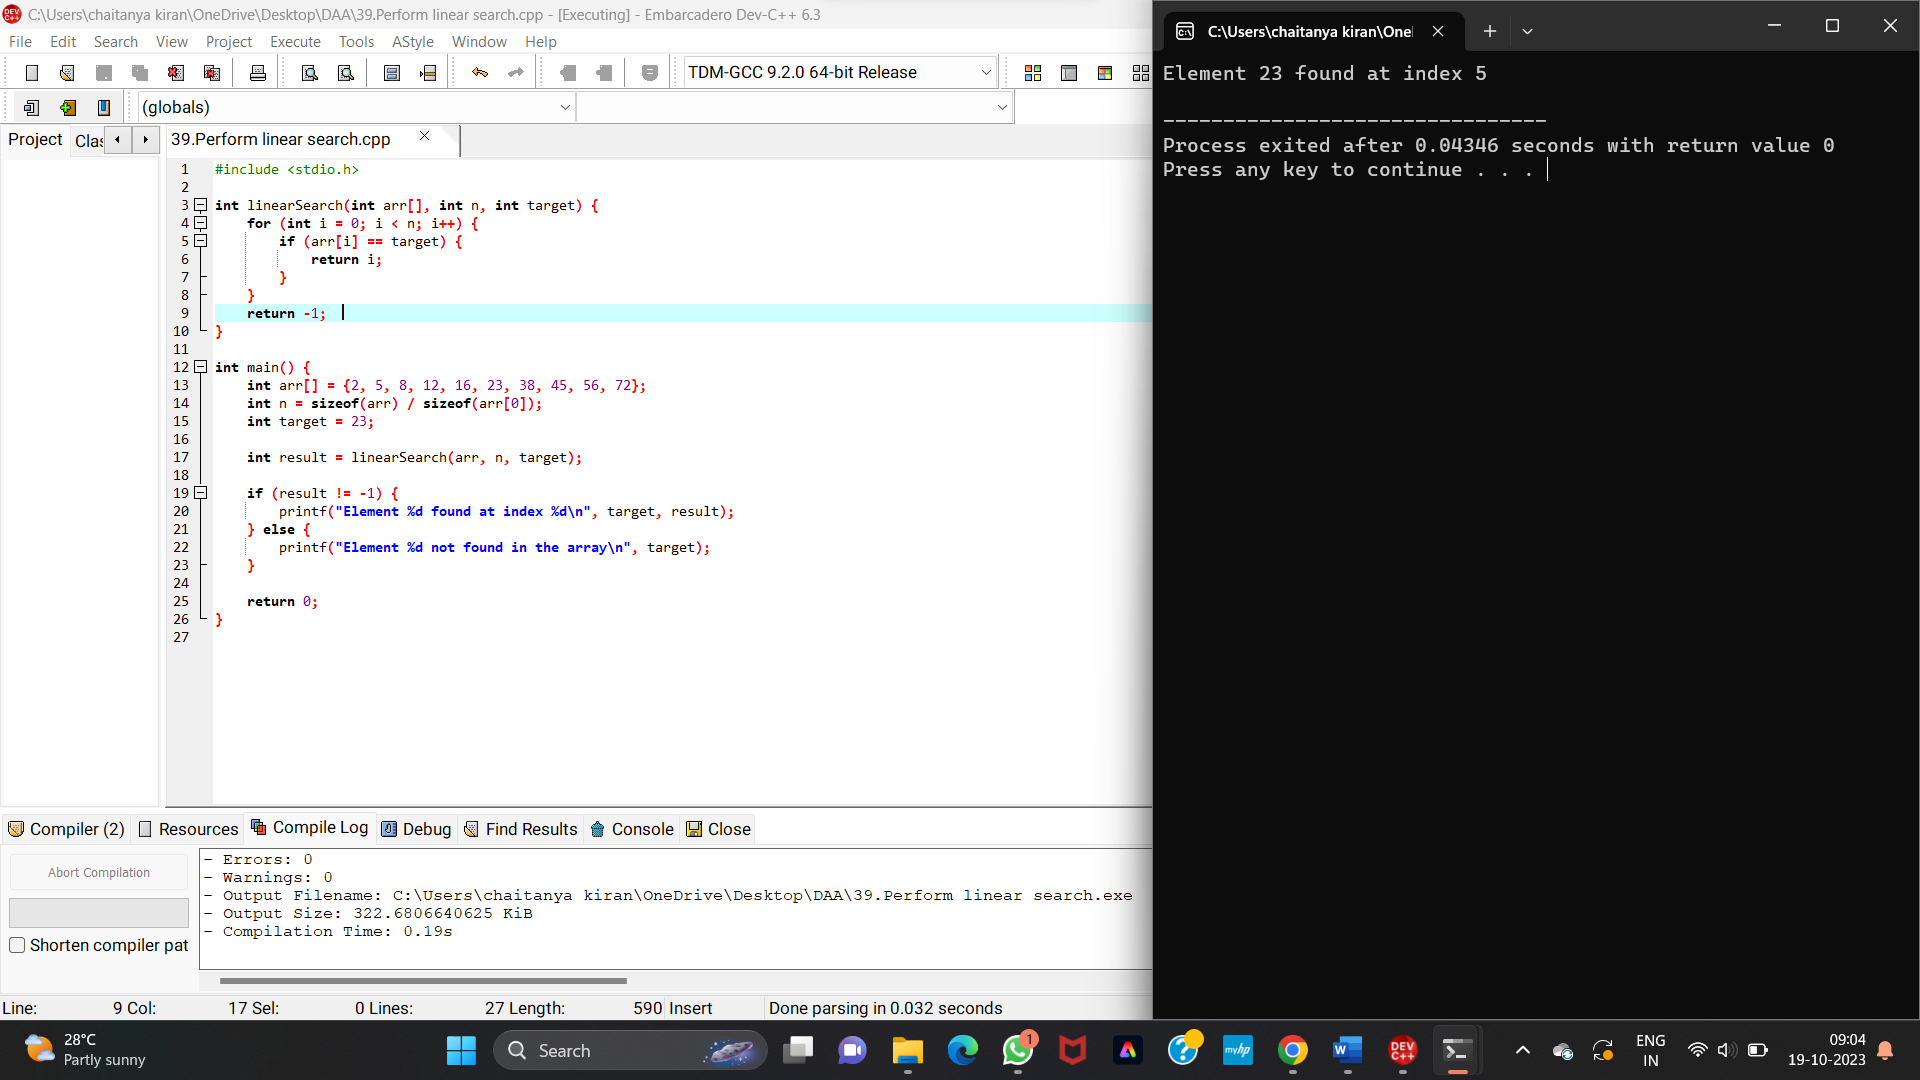 C:\Users\chaitanya kiran\OneDrive\Desktop\DAA\39.Perform linear search.cpp - [Executing] - Embarcadero Dev-C++ 6.3
File Edit Search View Project Execute Tools AStyle Window Help
TDM-GCC 9.2.0 64-bit Release
(globals)
Project Clas 39.Perform linear search.cpp
1 #include <stdio.h>
2
3 int linearSearch(int arr[], int n, int target) {
4 for (int i = 0; i < n; i++) {
5 if (arr[i] == target) {
6 return i;
7 }
8 }
9 return -1;
10 }
11
12 int main() {
13 int arr[] = {2, 5, 8, 12, 16, 23, 38, 45, 56, 72};
14 int n = sizeof(arr) / sizeof(arr[0]);
15 int target = 23;
16
17 int result = linearSearch(arr, n, target);
18
19 if (result != -1) {
20 printf("Element %d found at index %d\n", target, result);
21 } else {
22 printf("Element %d not found in the array\n", target);
23 }
24
25 return 0;
26 }
27
Compiler (2) Resources Compile Log Debug Find Results Console Close
Abort Compilation
Shorten compiler pat
- Errors: 0
- Warnings: 0
- Output Filename: C:\Users\chaitanya kiran\OneDrive\Desktop\DAA\39.Perform linear search.exe
- Output Size: 322.6806640625 KiB
- Compilation Time: 0.19s
Line: 9 Col: 17 Sel: 0 Lines: 27 Length: 590 Insert Done parsing in 0.032 seconds
C:\Users\chaitanya kiran\OneI
Element 23 found at index 5
--------------------------------
Process exited after 0.04346 seconds with return value 0
Press any key to continue . . .
28°C
Partly sunny
Search
1
myhp
DEV C++
ENG
IN
09:04
19-10-2023